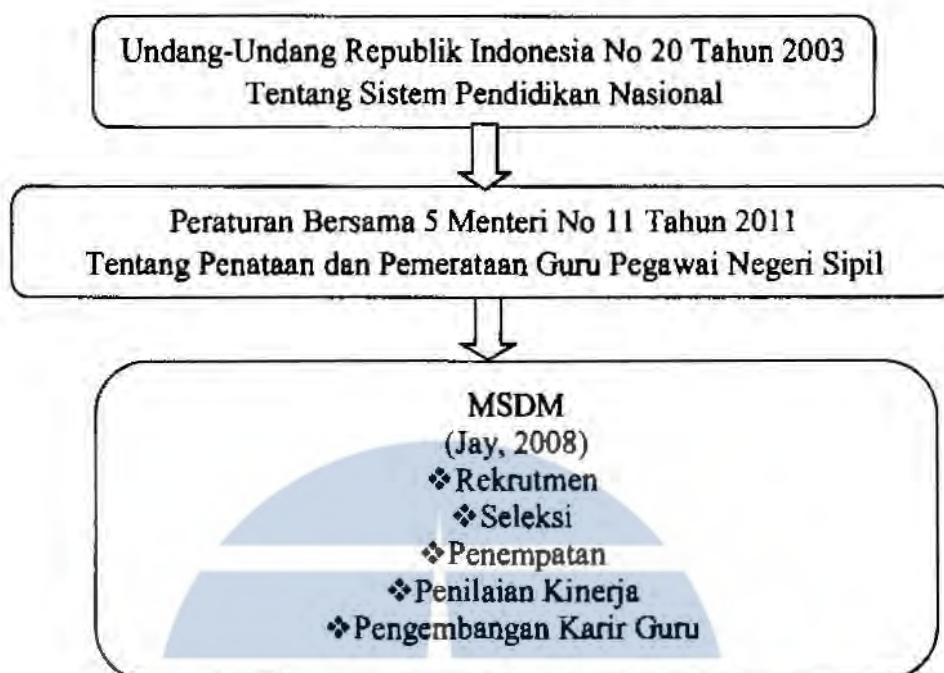 Undang-Undang Republik Indonesia No 20 Tahun 2003
Tentang Sistem Pendidikan Nasional
Peraturan Bersama 5 Menteri No 11 Tahun 2011
Tentang Penataan dan Pemerataan Guru Pegawai Negeri Sipil
MSDM
(Jay, 2008)
❖Rekrutmen
❖Seleksi
❖Penempatan
❖Penilaian Kinerja
❖Pengembangan Karir Guru